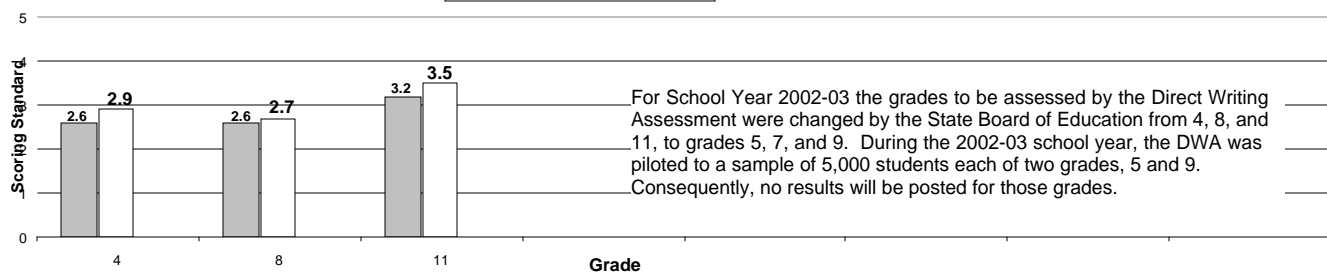 5
4
3
2
1
0
Scoring Standard
2.6
2.9
2.6
2.7
3.2
3.5
For School Year 2002-03 the grades to be assessed by the Direct Writing
Assessment were changed by the State Board of Education from 4, 8, and
11, to grades 5, 7, and 9. During the 2002-03 school year, the DWA was
piloted to a sample of 5,000 students each of two grades, 5 and 9.
Consequently, no results will be posted for those grades.
4
8
11
Grade